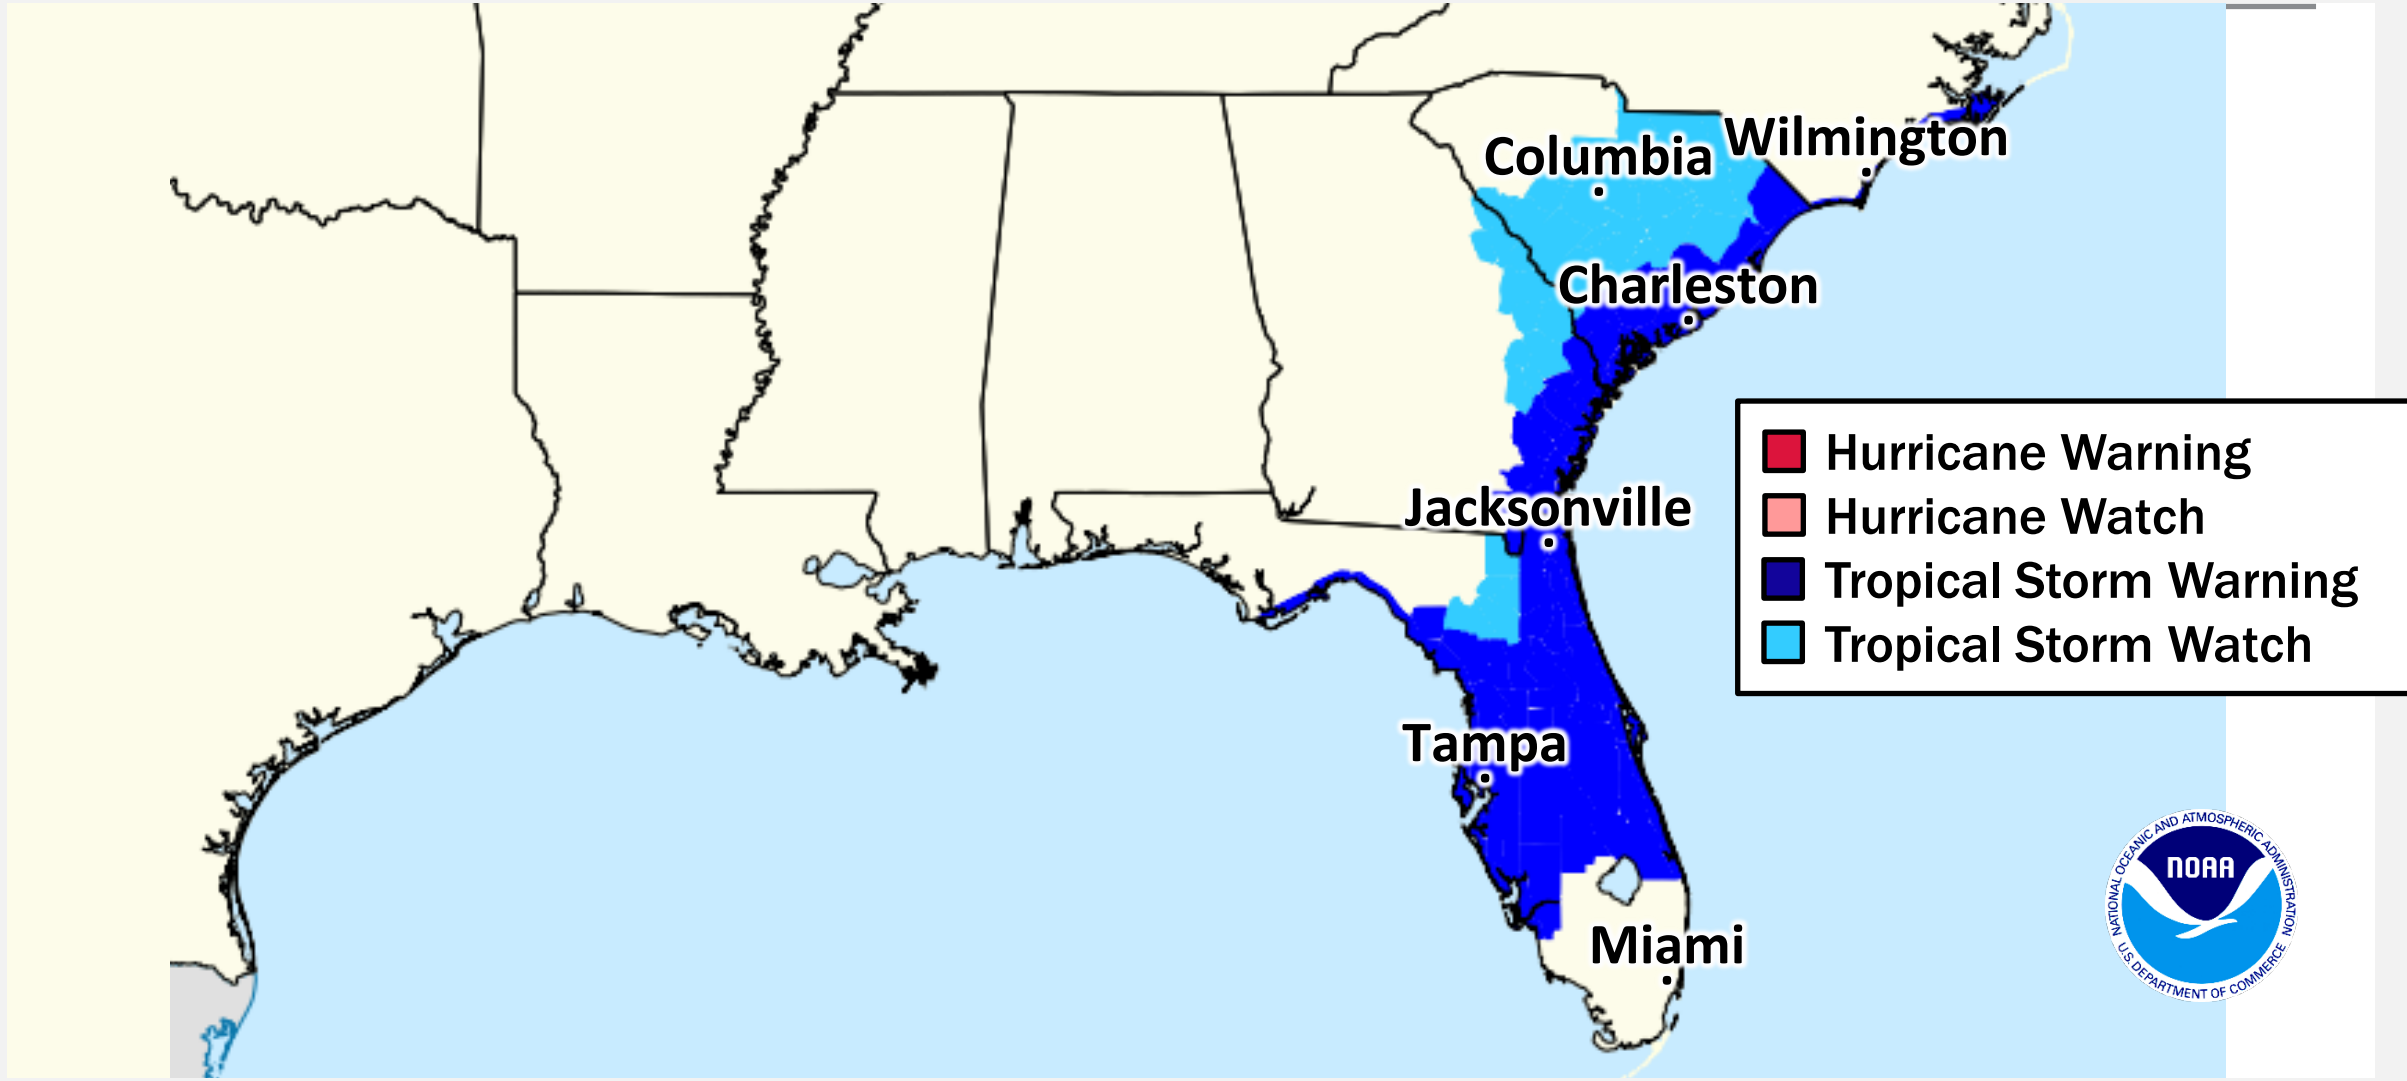 Columbia
Wilmington
Charleston
Jacksonville
Tampa
Miami
Hurricane Warning
Hurricane Watch
Tropical Storm Warning
Tropical Storm Watch
NATIONAL OCEANIC AND ATMOSPHERIC ADMINISTRATION
NOAA
U.S. DEPARTMENT OF COMMERCE